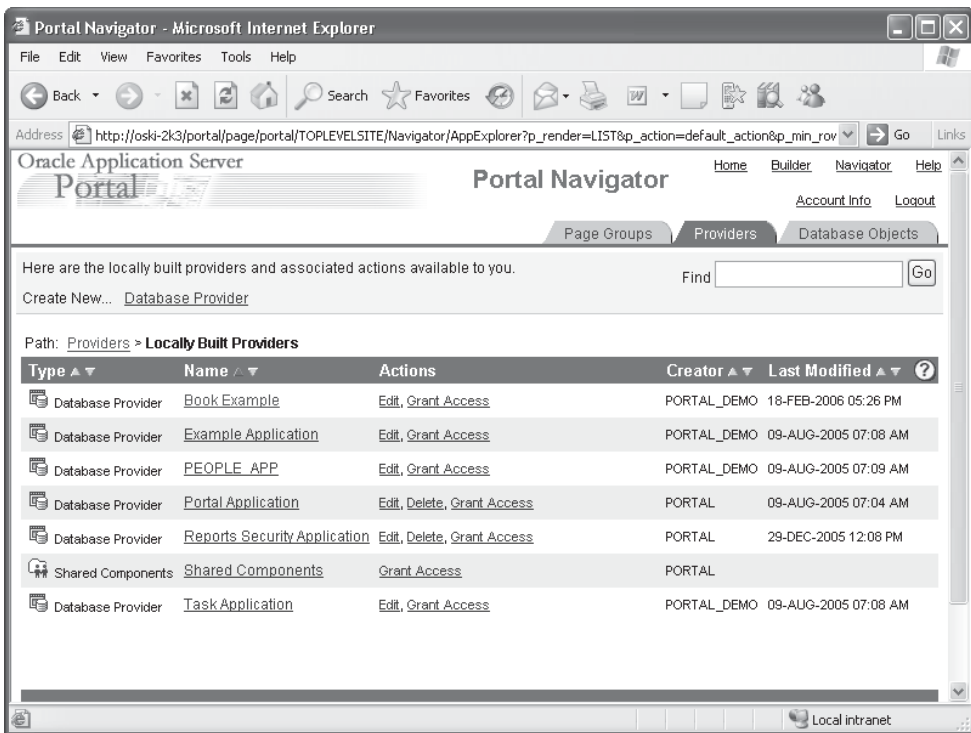 Portal Navigator - Microsoft Internet Explorer
File Edit View Favorites Tools Help
Back Search Favorites
Address http://oski-2k3/portal/page/portal/TOPLEVELSITE/Navigator/AppExplorer?p_render=LIST&p_action=default_action&p_min_rov Go Links
Oracle Application Server
Portal
Portal Navigator
Home Builder Navigator Help
Account Info Logout
Page Groups Providers Database Objects
Here are the locally built providers and associated actions available to you.
Find Go
Create New... Database Provider
Path: Providers > Locally Built Providers
Type Name Actions Creator Last Modified ?
Database Provider Book Example Edit, Grant Access PORTAL_DEMO 18-FEB-2006 05:26 PM
Database Provider Example Application Edit, Grant Access PORTAL_DEMO 09-AUG-2005 07:08 AM
Database Provider PEOPLE_APP Edit, Grant Access PORTAL_DEMO 09-AUG-2005 07:09 AM
Database Provider Portal Application Edit, Delete, Grant Access PORTAL 09-AUG-2005 07:04 AM
Database Provider Reports Security Application Edit, Delete, Grant Access PORTAL 29-DEC-2005 12:08 PM
Shared Components Shared Components Grant Access PORTAL
Database Provider Task Application Edit, Grant Access PORTAL_DEMO 09-AUG-2005 07:08 AM
Local intranet